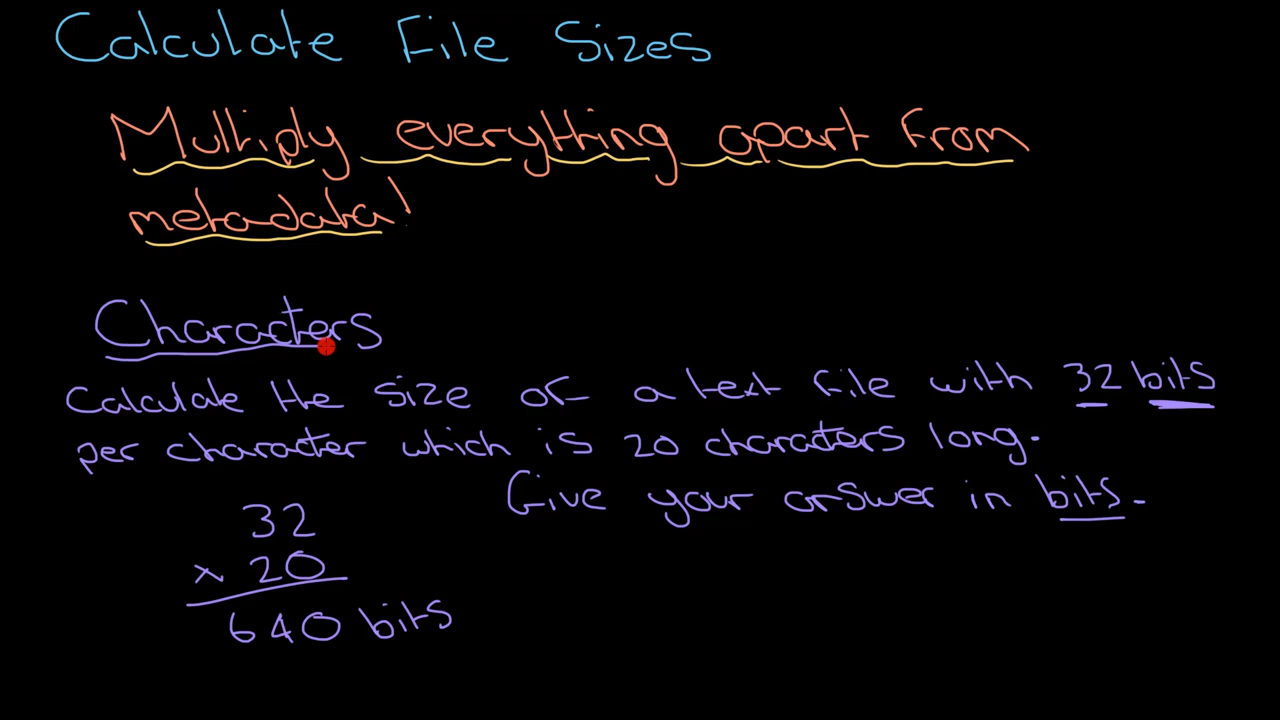 Calculate File Sizes
Multiply everything apart from
metadata!
Characters
Calculate the size of a text file with 32 bits
per character which is 20 charaters long.
Give your answer in bits.
32
x 20
640 bits